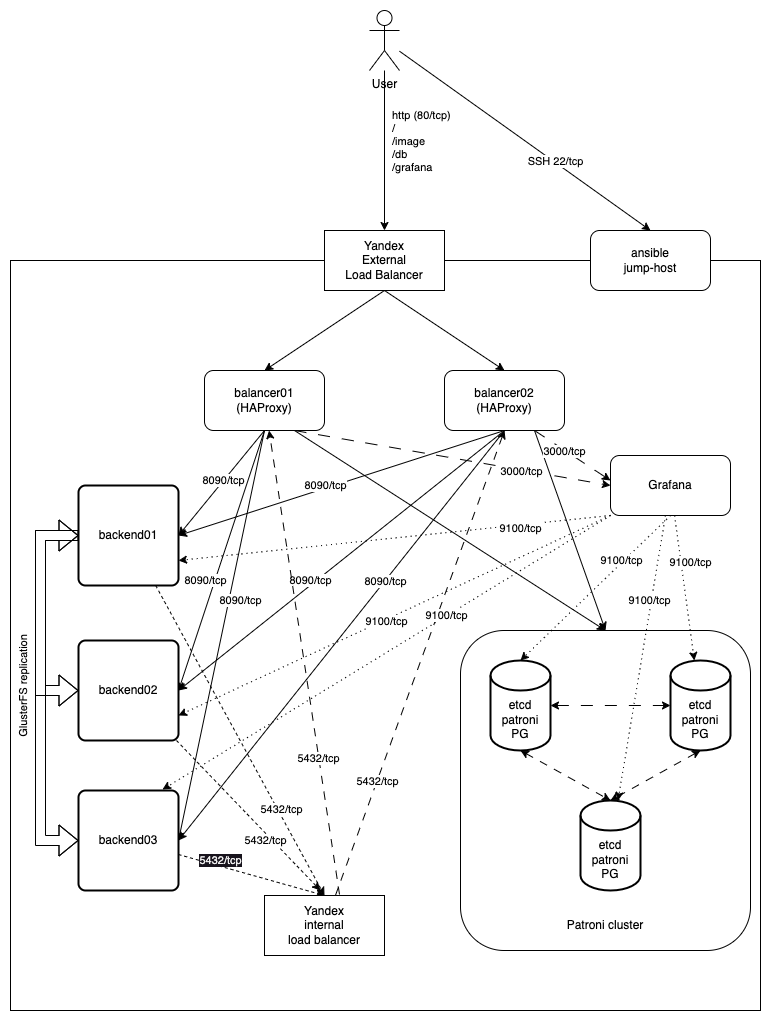 User
http (80/tcp)
/
/image
/db
/grafana
SSH 22/tcp
Yandex
External
Load Balancer
ansible
jump-host
balancer01
(HAProxy)
balancer02
(HAProxy)
3000/tcp
3000/tcp
8090/tcp
8090/tcp
Grafana
backend01
9100/tcp
9100/tcp
9100/tcp
8090/tcp
8090/tcp
8090/tcp
8090/tcp
9100/tcp
9100/tcp
9100/tcp
GlusterFS replication
backend02
etcd
patroni
PG
etcd
patroni
PG
5432/tcp
5432/tcp
5432/tcp
backend03
5432/tcp
5432/tcp
etcd
patroni
PG
Yandex
internal
load balancer
Patroni cluster